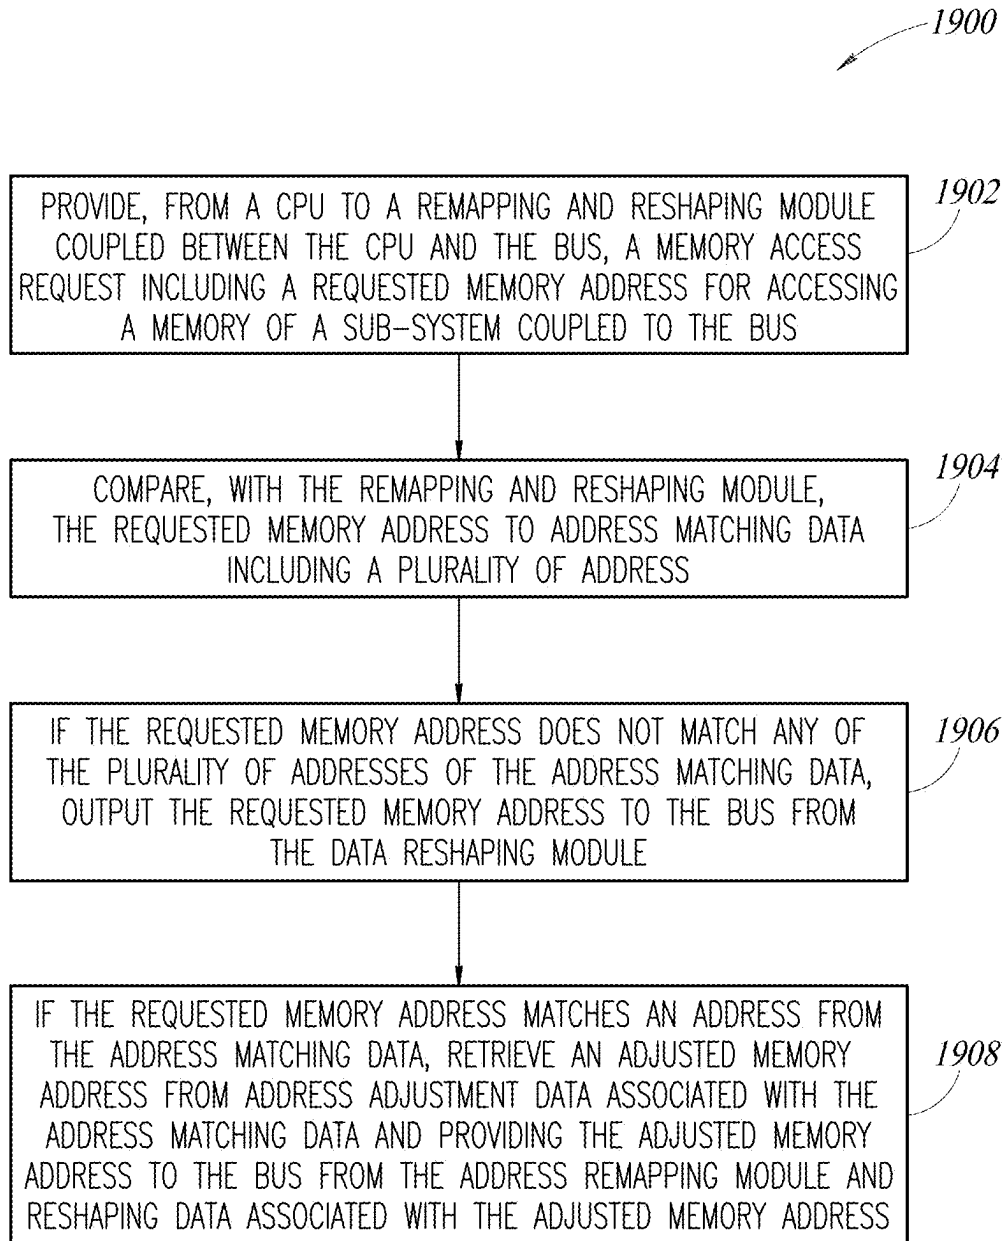 1900
PROVIDE, FROM A CPU TO A REMAPPING AND RESHAPING MODULE
COUPLED BETWEEN THE CPU AND THE BUS, A MEMORY ACCESS
REQUEST INCLUDING A REQUESTED MEMORY ADDRESS FOR ACCESSING
A MEMORY OF A SUB-SYSTEM COUPLED TO THE BUS
1902
COMPARE, WITH THE REMAPPING AND RESHAPING MODULE,
THE REQUESTED MEMORY ADDRESS TO ADDRESS MATCHING DATA
INCLUDING A PLURALITY OF ADDRESS
1904
IF THE REQUESTED MEMORY ADDRESS DOES NOT MATCH ANY OF
THE PLURALITY OF ADDRESSES OF THE ADDRESS MATCHING DATA,
OUTPUT THE REQUESTED MEMORY ADDRESS TO THE BUS FROM
THE DATA RESHAPING MODULE
1906
IF THE REQUESTED MEMORY ADDRESS MATCHES AN ADDRESS FROM
THE ADDRESS MATCHING DATA, RETRIEVE AN ADJUSTED MEMORY
ADDRESS FROM ADDRESS ADJUSTMENT DATA ASSOCIATED WITH THE
ADDRESS MATCHING DATA AND PROVIDING THE ADJUSTED MEMORY
ADDRESS TO THE BUS FROM THE ADDRESS REMAPPING MODULE AND
RESHAPING DATA ASSOCIATED WITH THE ADJUSTED MEMORY ADDRESS
1908